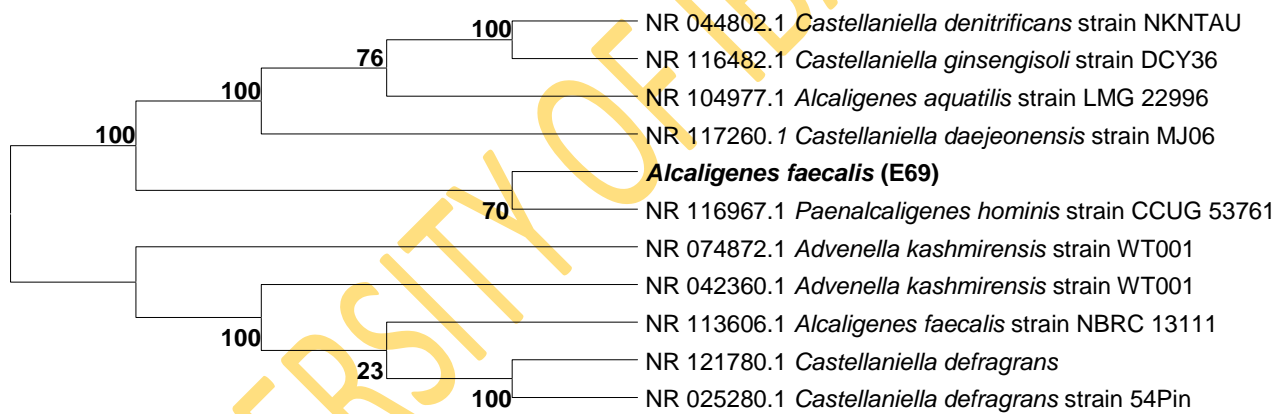 NR 044802.1 Castellaniella denitrificans strain NKNTAU
100
NR 116482.1 Castellaniella ginsengisoli strain DCY36
76
NR 104977.1 Alcaligenes aquatilis strain LMG 22996
100
NR 117260.1 Castellaniella daejeonensis strain MJ06
100
Alcaligenes faecalis (E69)
70
NR 116967.1 Paenalcaligenes hominis strain CCUG 53761
NR 074872.1 Advenella kashmirensis strain WT001
NR 042360.1 Advenella kashmirensis strain WT001
100
NR 113606.1 Alcaligenes faecalis strain NBRC 13111
23
NR 121780.1 Castellaniella defragrans
100
NR 025280.1 Castellaniella defragrans strain 54Pin
ERSITY OF IB